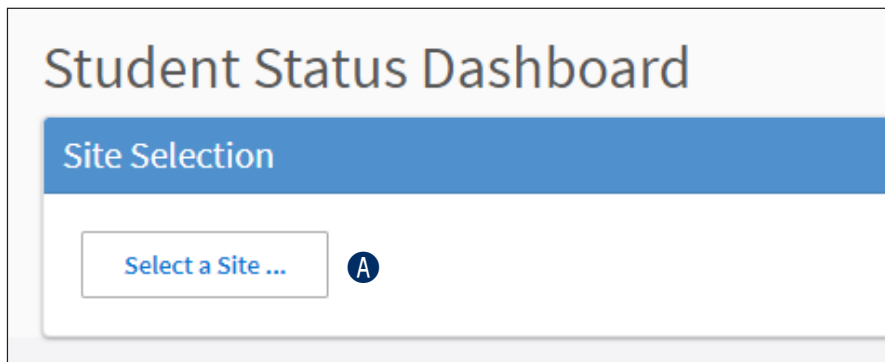 Student Status Dashboard
Site Selection
Select a Site ... A